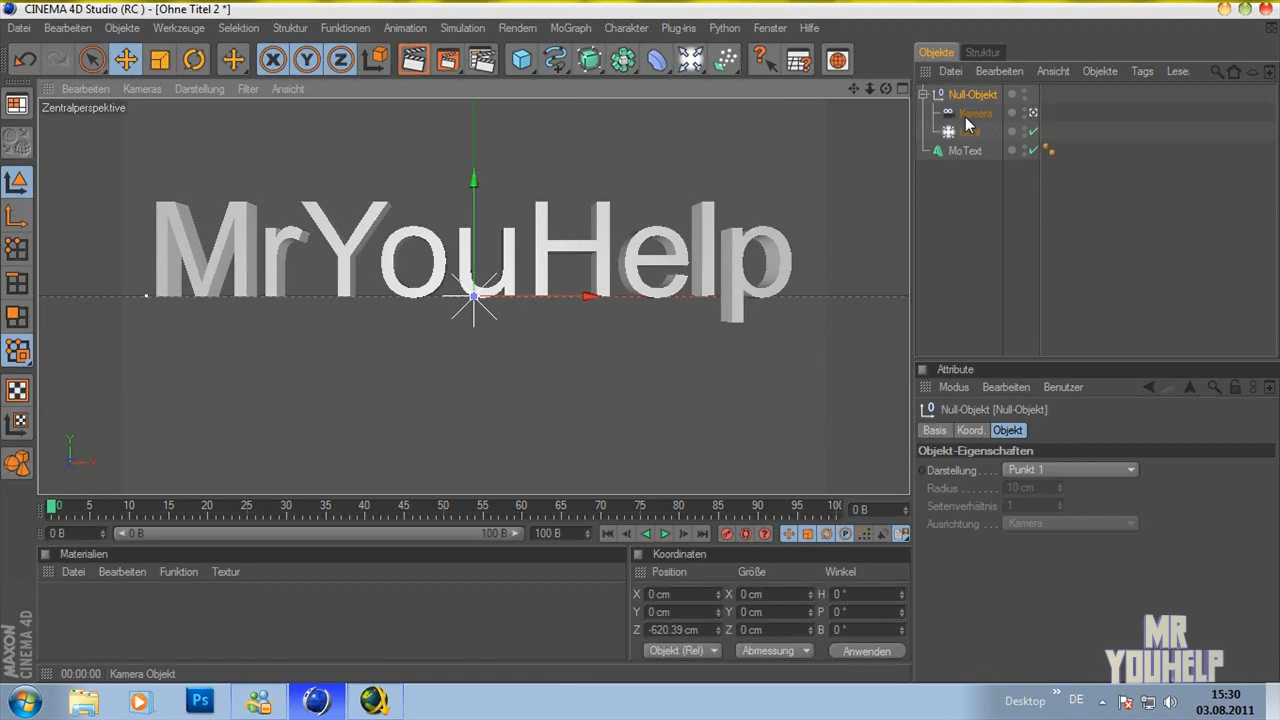 CINEMA 4D Studio (RC) - [Ohne Titel 2 *]
Datei Bearbeiten Objekte Werkzeuge Selektion Struktur Funktionen Animation Simulation Rendern MoGraph Charakter Plug-ins Python Fenster Hilfe
X Y Z
Bearbeiten Kameras Darstellung Filter Ansicht
Zentralperspektive
MrYouHelp
Y
X
0 5 10 15 20 25 30 35 40 45 50 55 60 65 70 75 80 85 90 95 10( 0 B
0 B 0 B 100 B 100 B
Materialien
Datei Bearbeiten Funktion Textur
Koordinaten
Position Größe Winkel
X 0 cm X 0 cm H 0 °
Y 0 cm Y 0 cm P 0 °
Z -620.39 cm Z 0 cm B 0 °
Objekt (Rel) Abmessung Anwenden
00:00:00 Kamera Objekt
MAXON
CINEMA 4D
Objekte Struktur
Datei Bearbeiten Ansicht Objekte Tags Lese.
Null-Objekt
Kamera
MoText
Attribute
Modus Bearbeiten Benutzer
Null-Objekt [Null-Objekt]
Basis Koord. Objekt
Objekt-Eigenschaften
Darstellung . . . . Punkt 1
Radius . . . . . . . 10 cm
Seitenverhältnis 1
Ausrichtung . . . Kamera
MR
YOUHELP
Ps
Desktop » DE
15:30
03.08.2011